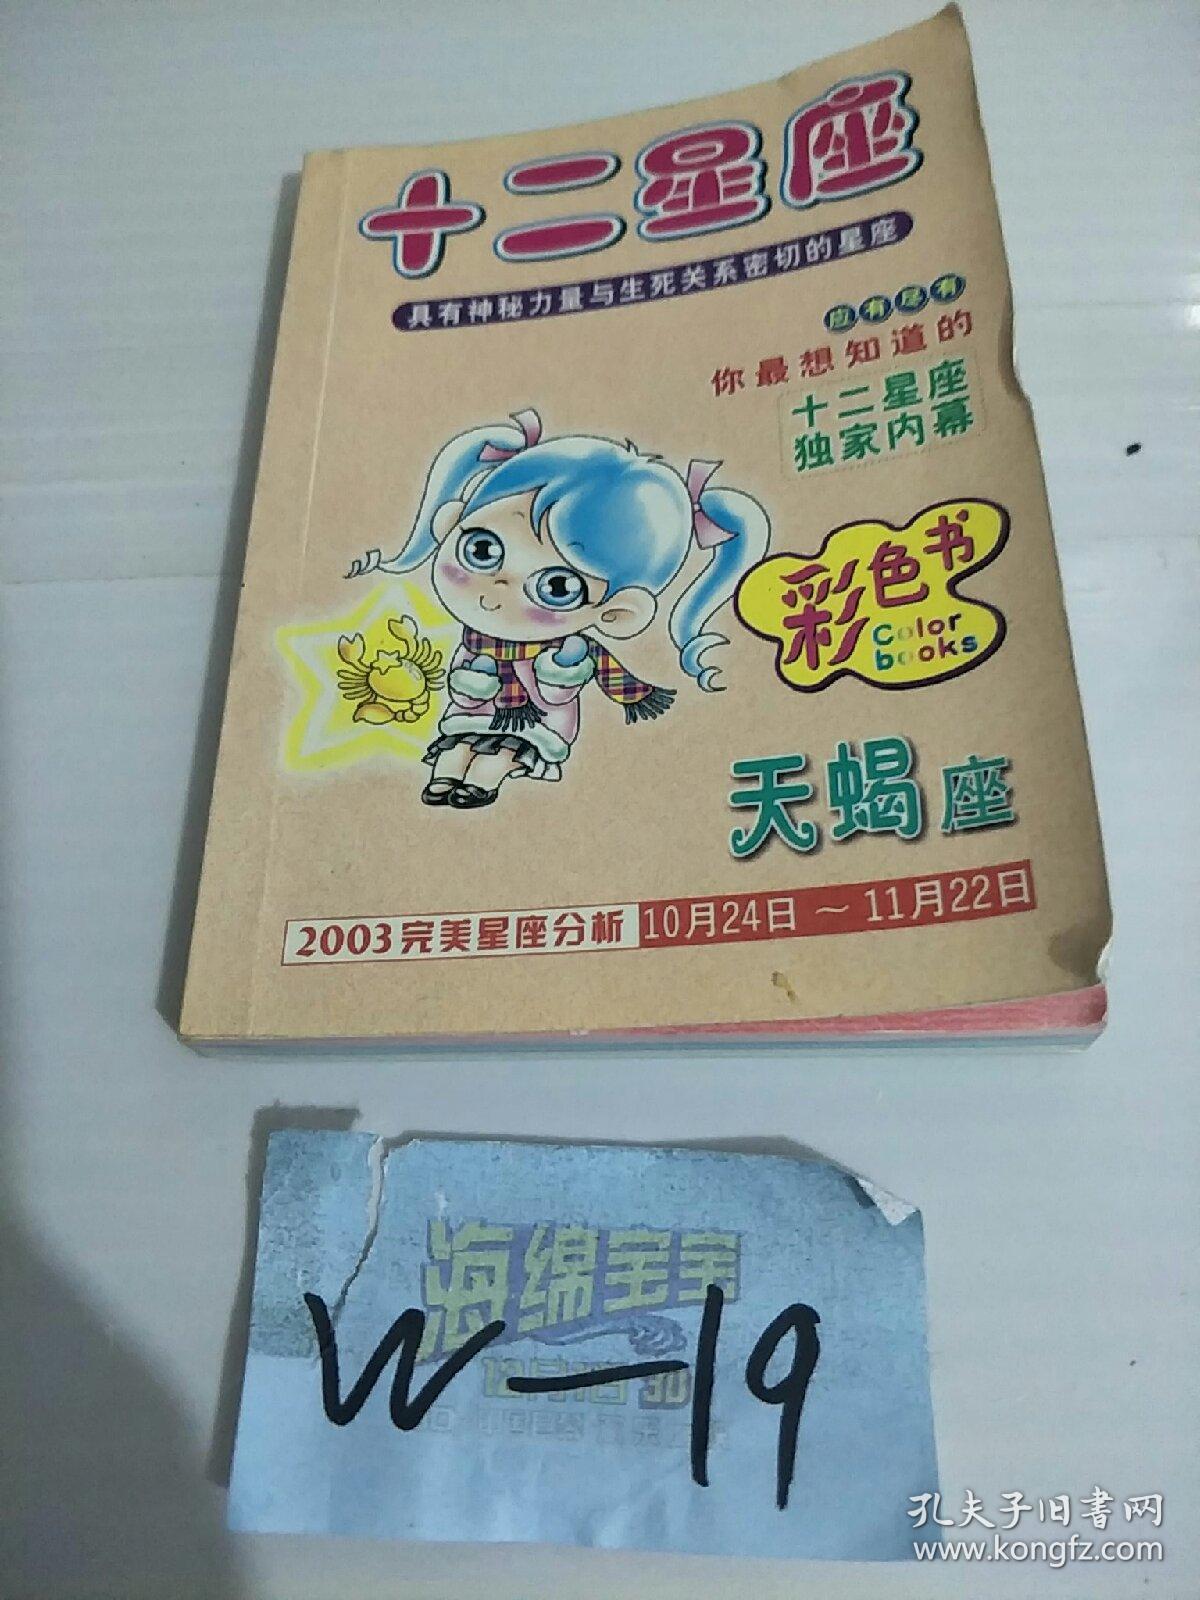 十二星座
具有神秘力量与生死关系密切的星座
应有尽有
你最想知道的
十二星座
独家内幕
彩色书
Color
books
天蝎座
2003完美星座分析 10月24日～11月22日
海绵宝宝
W-19
孔夫子旧书网
www.kongfz.com